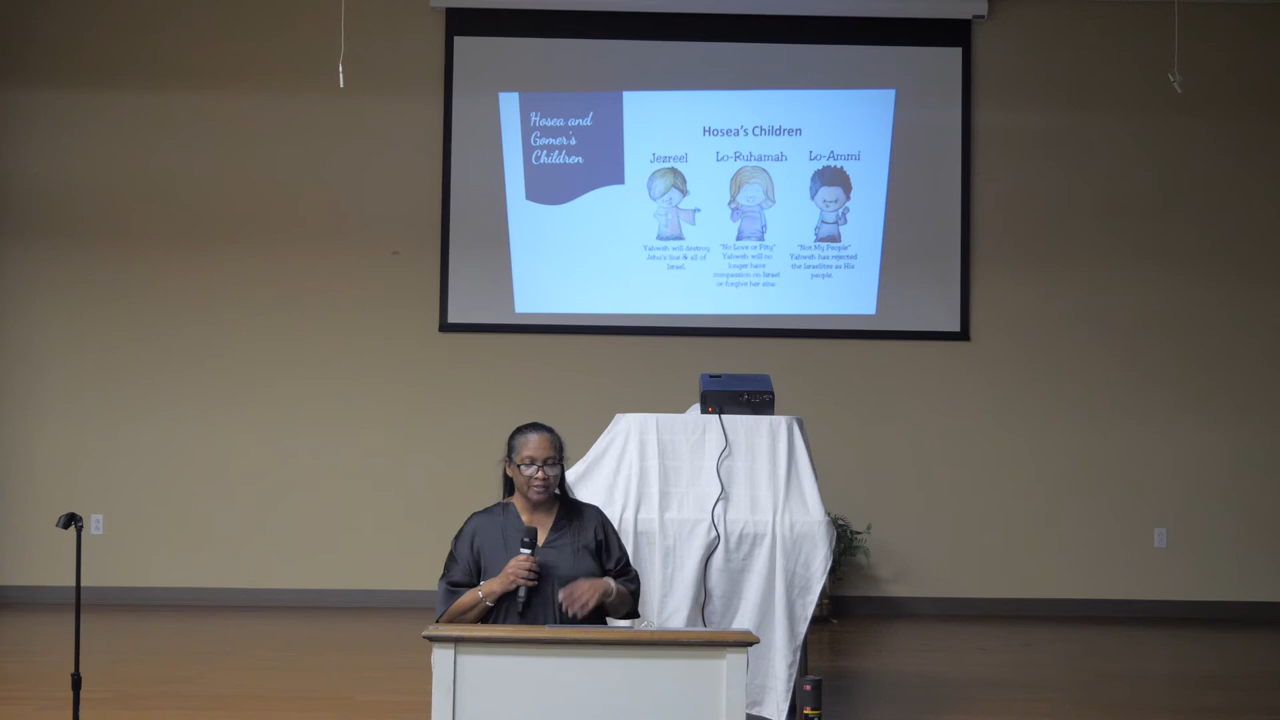 Hosea and
Gomer's
Children
Hosea's Children
Jezreel
Yahweh will destroy
Jehu's line & all of
Israel.
Lo-Ruhamah
"No Love or Pity"
Yahweh will no
longer have
compassion on Israel
or forgive her sins.
Lo-Ammi
"Not My People"
Yahweh has rejected
the Israelites as His
people.